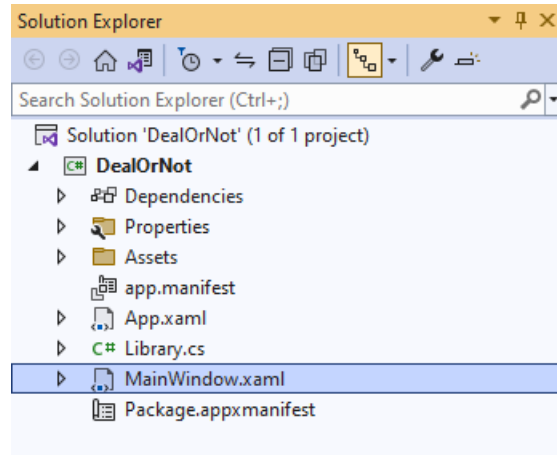 Solution Explorer
Search Solution Explorer (Ctrl+;)
Solution 'DealOrNot' (1 of 1 project)
C# DealOrNot
Dependencies
Properties
Assets
app.manifest
App.xaml
C# Library.cs
MainWindow.xaml
Package.appxmanifest